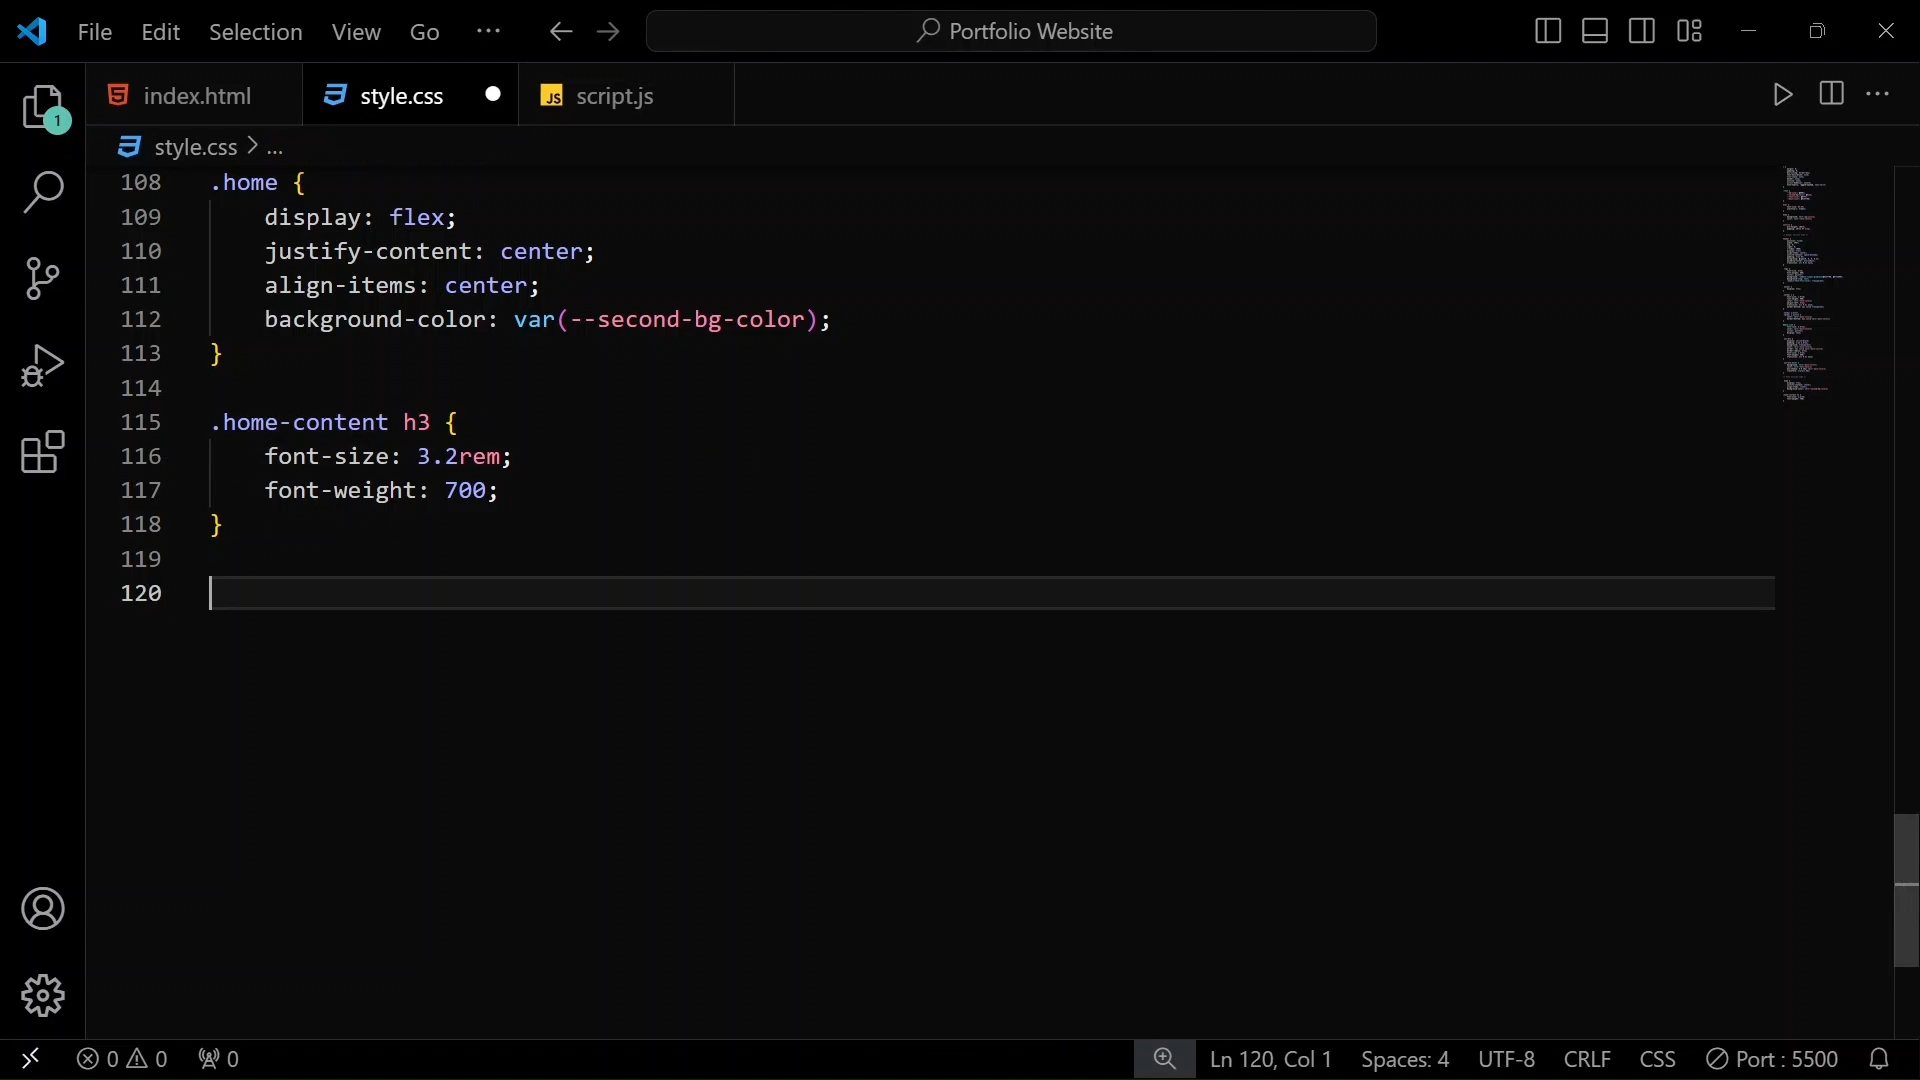 File Edit Selection View Go ··· Portfolio Website
index.html style.css script.js
1
style.css > ...
108 .home {
109 display: flex;
110 justify-content: center;
111 align-items: center;
112 background-color: var(--second-bg-color);
113 }
114
115 .home-content h3 {
116 font-size: 3.2rem;
117 font-weight: 700;
118 }
119
120
0 0 0 Ln 120, Col 1 Spaces: 4 UTF-8 CRLF CSS Port : 5500